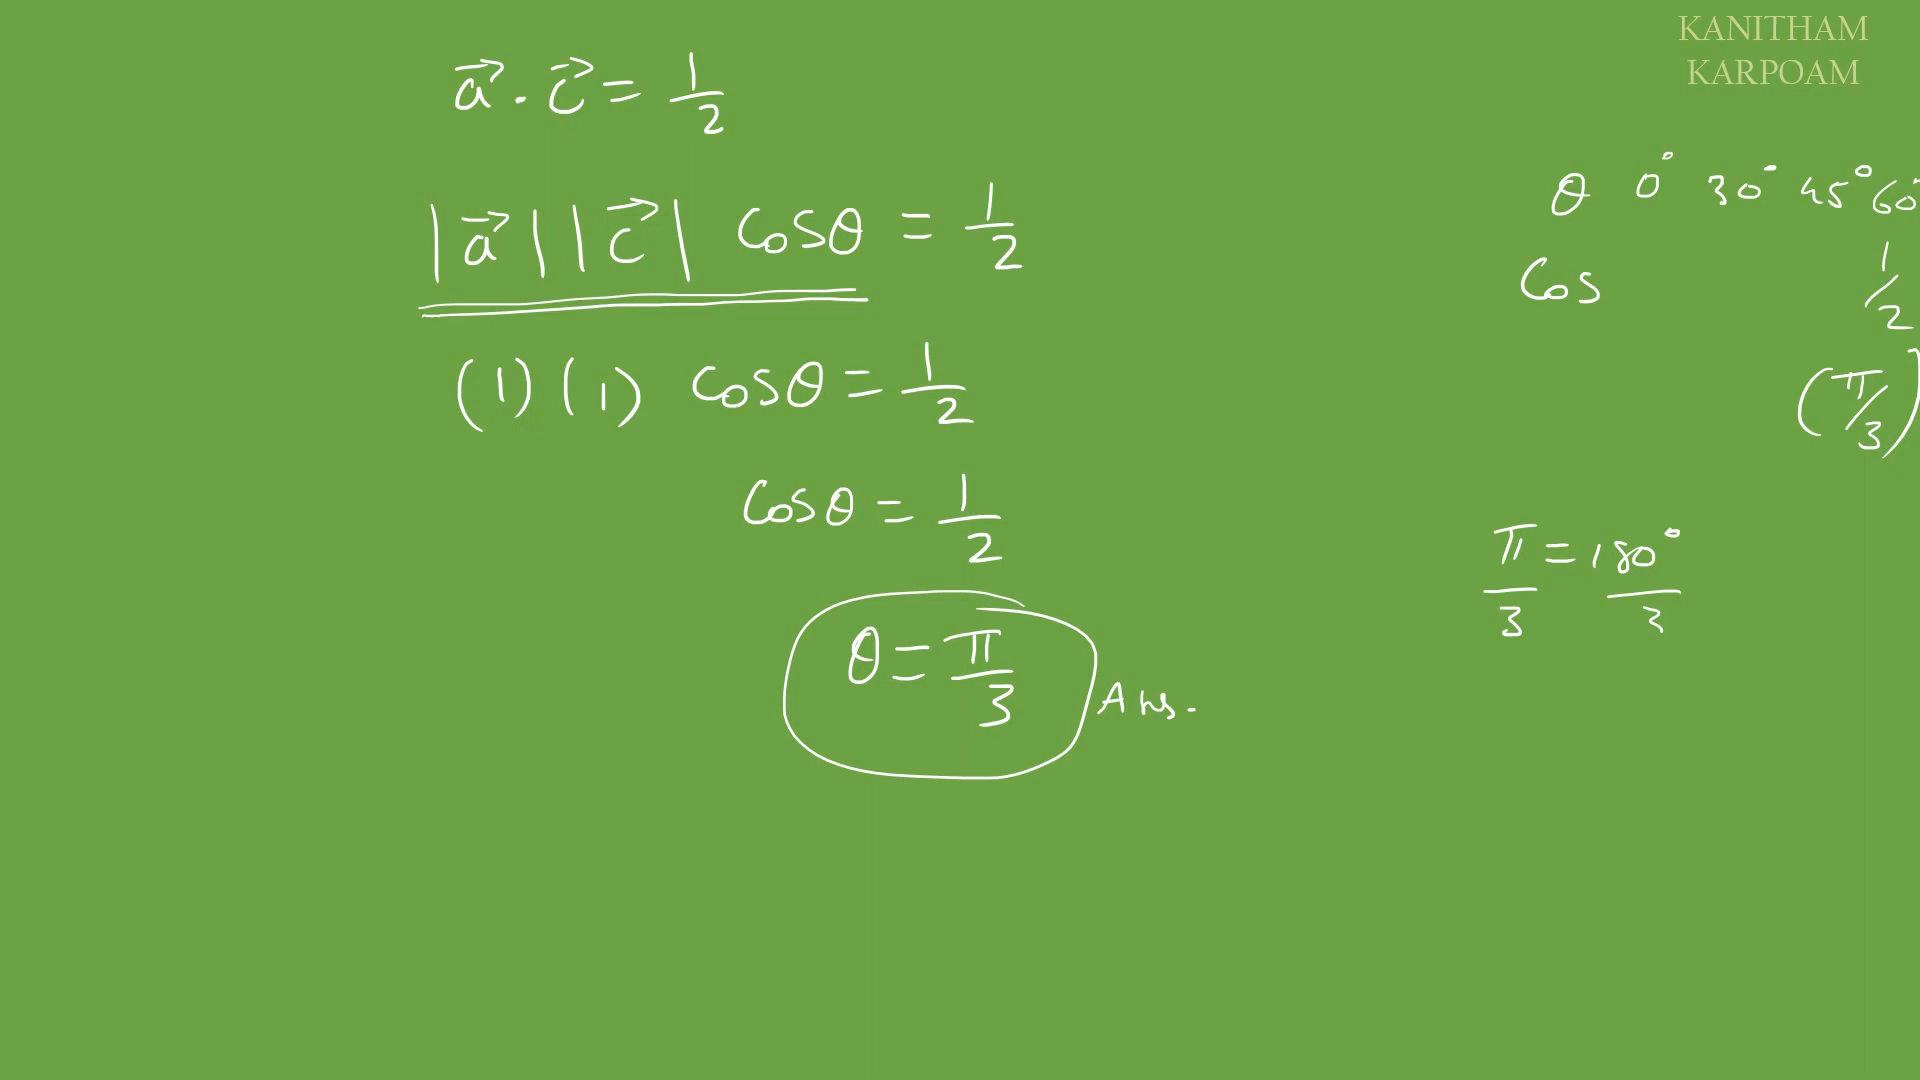 KANITHAM
KARPOAM
a⃗ . c⃗ = 1/2
|a⃗| |c⃗| cosθ = 1/2
(1) (1) cosθ = 1/2
cosθ = 1/2
θ = π/3 Ans.
θ 0° 30° 45° 60°
cos 1/2
(π/3)
π/3 = 180°/3